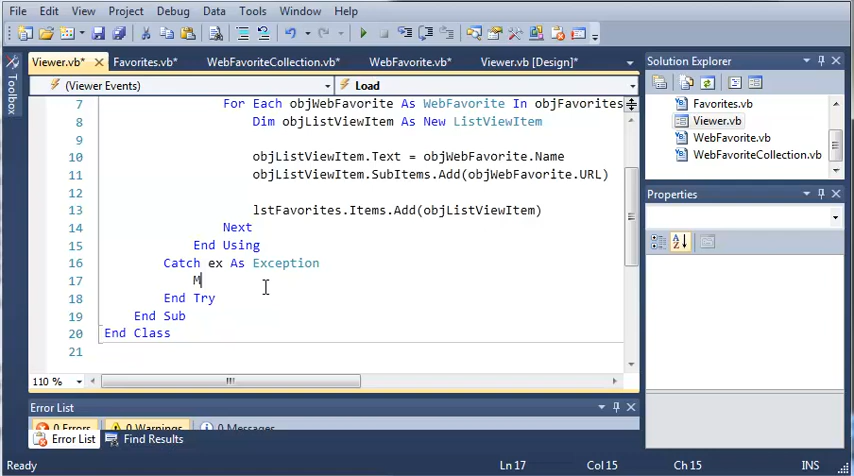 File Edit View Project Debug Data Tools Window Help
Viewer.vb* Favorites.vb* WebFavoriteCollection.vb* WebFavorite.vb* Viewer.vb [Design]*
Toolbox
(Viewer Events) Load
7 For Each objWebFavorite As WebFavorite In objFavorites
8 Dim objListViewItem As New ListViewItem
9
10 objListViewItem.Text = objWebFavorite.Name
11 objListViewItem.SubItems.Add(objWebFavorite.URL)
12
13 lstFavorites.Items.Add(objListViewItem)
14 Next
15 End Using
16 Catch ex As Exception
17 M
18 End Try
19 End Sub
20 End Class
21
110 %
Solution Explorer
Favorites.vb
Viewer.vb
WebFavorite.vb
WebFavoriteCollection.vb
Properties
Error List
0 Errors 0 Warnings 0 Messages
Error List Find Results
Ready Ln 17 Col 15 Ch 15 INS